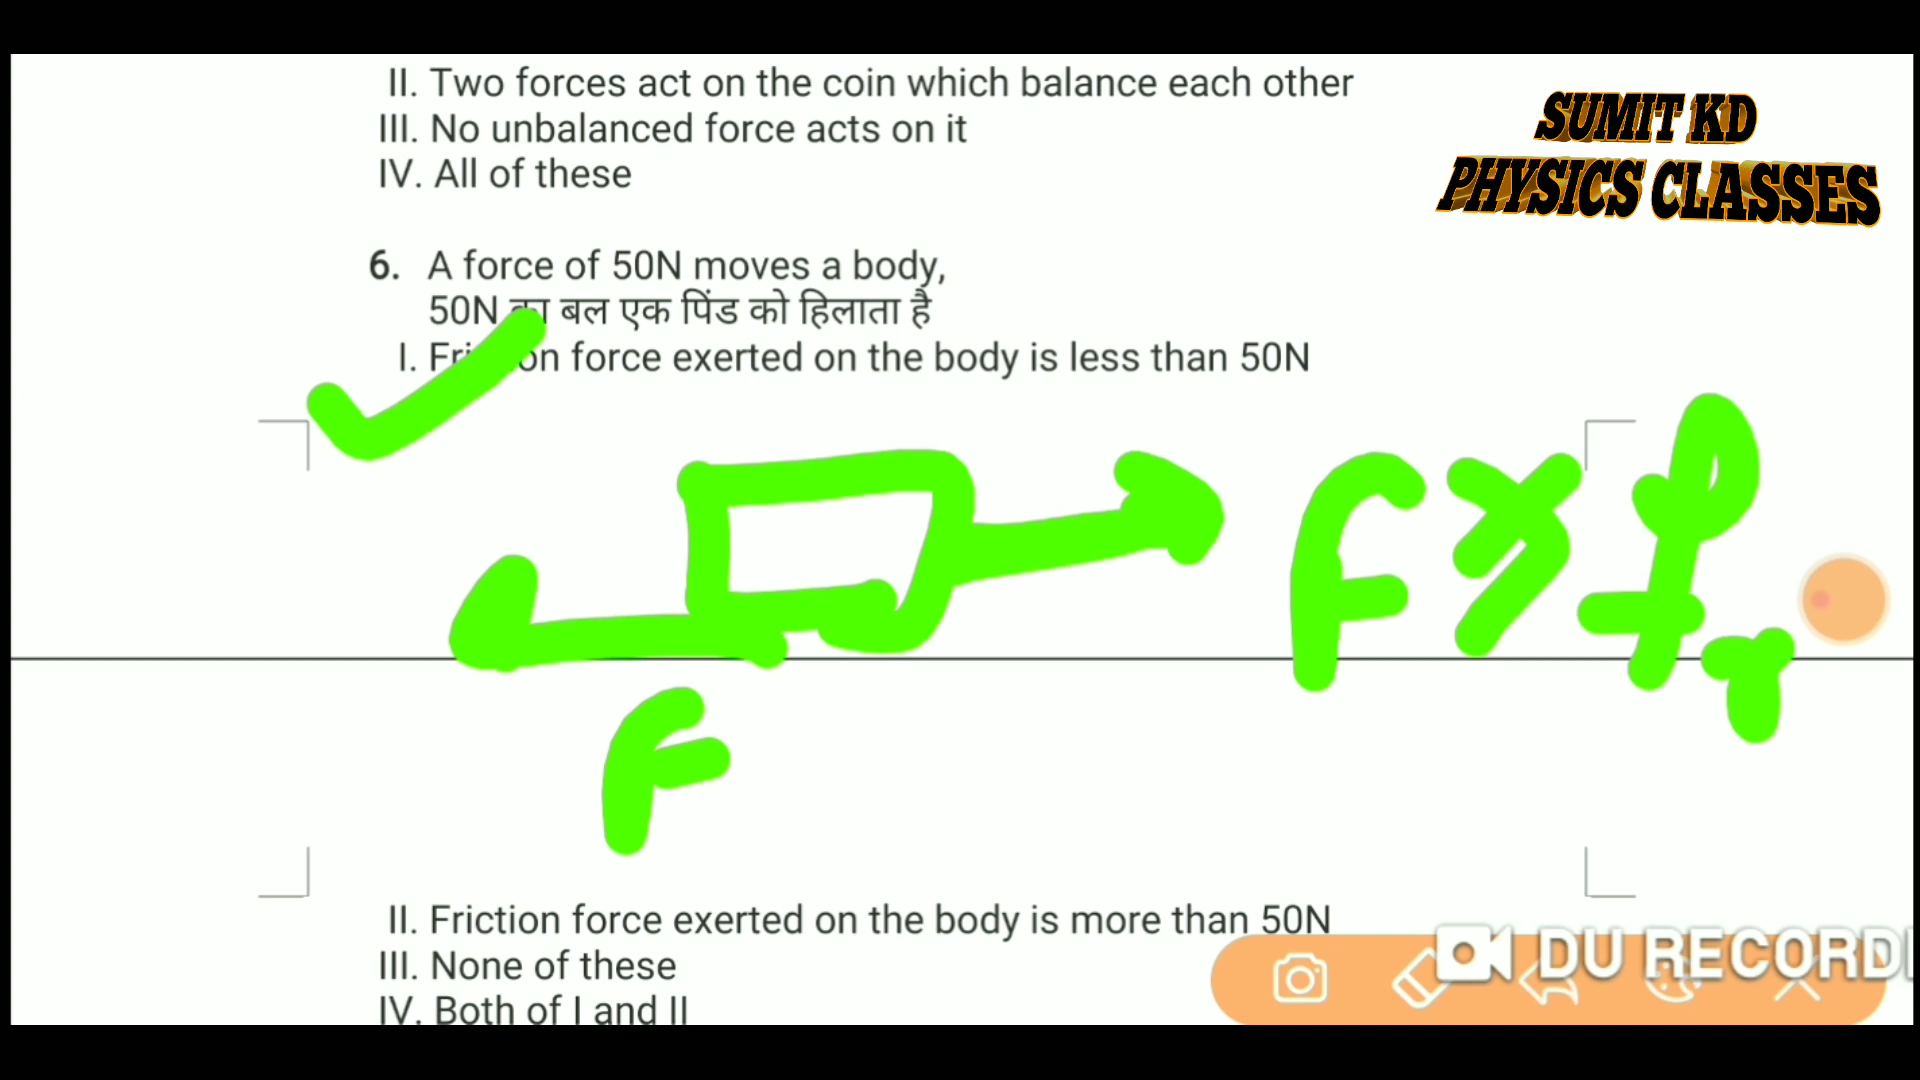 II. Two forces act on the coin which balance each other
III. No unbalanced force acts on it
IV. All of these
SUMIT KD
PHYSICS CLASSES
6. A force of 50N moves a body,
50N का बल एक पिंड को हिलाता है
I. Friction force exerted on the body is less than 50N
F
II. Friction force exerted on the body is more than 50N
III. None of these
IV. Both of I and II
DU RECORD